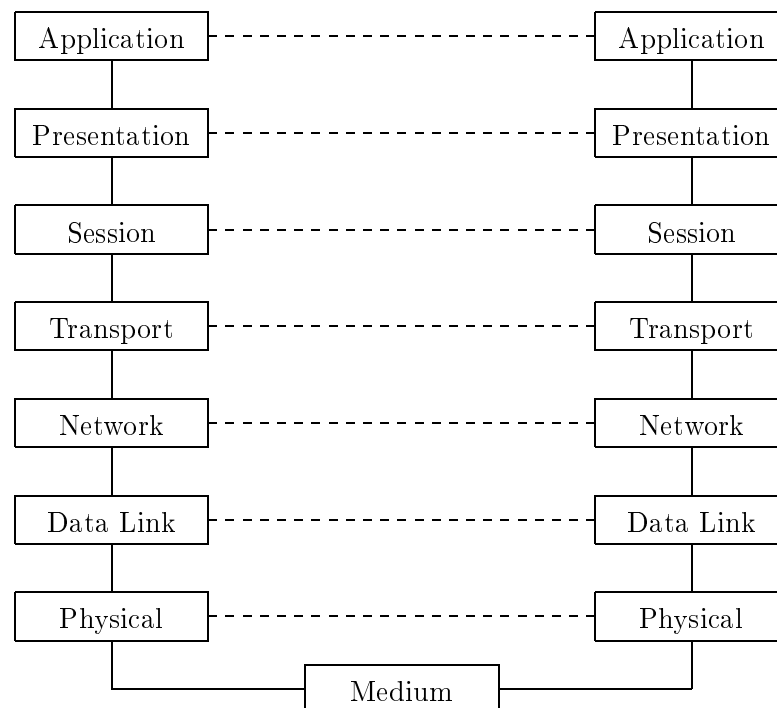 Application Application
Presentation Presentation
Session Session
Transport Transport
Network Network
Data Link Data Link
Physical Physical
Medium